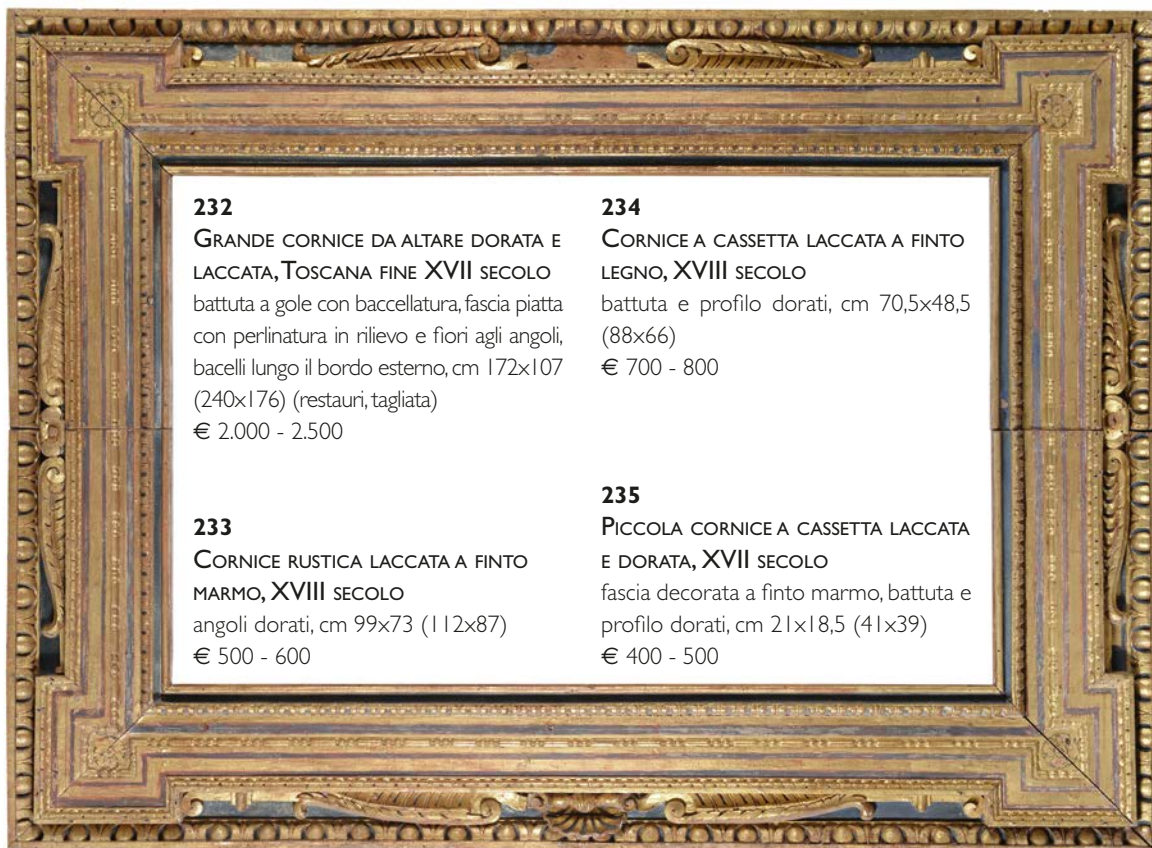 232
GRANDE CORNICE DA ALTARE DORATA E
LACCATA, TOSCANA FINE XVII SECOLO
battuta a gole con baccellatura, fascia piatta
con perlinatura in rilievo e fiori agli angoli,
bacelli lungo il bordo esterno, cm 172x107
(240x176) (restauri, tagliata)
€ 2.000 - 2.500
233
CORNICE RUSTICA LACCATA A FINTO
MARMO, XVIII SECOLO
angoli dorati, cm 99x73 (112x87)
€ 500 - 600
234
CORNICE A CASSETTA LACCATA A FINTO
LEGNO, XVIII SECOLO
battuta e profilo dorati, cm 70,5x48,5
(88x66)
€ 700 - 800
235
PICCOLA CORNICE A CASSETTA LACCATA
E DORATA, XVII SECOLO
fascia decorata a finto marmo, battuta e
profilo dorati, cm 21x18,5 (41x39)
€ 400 - 500